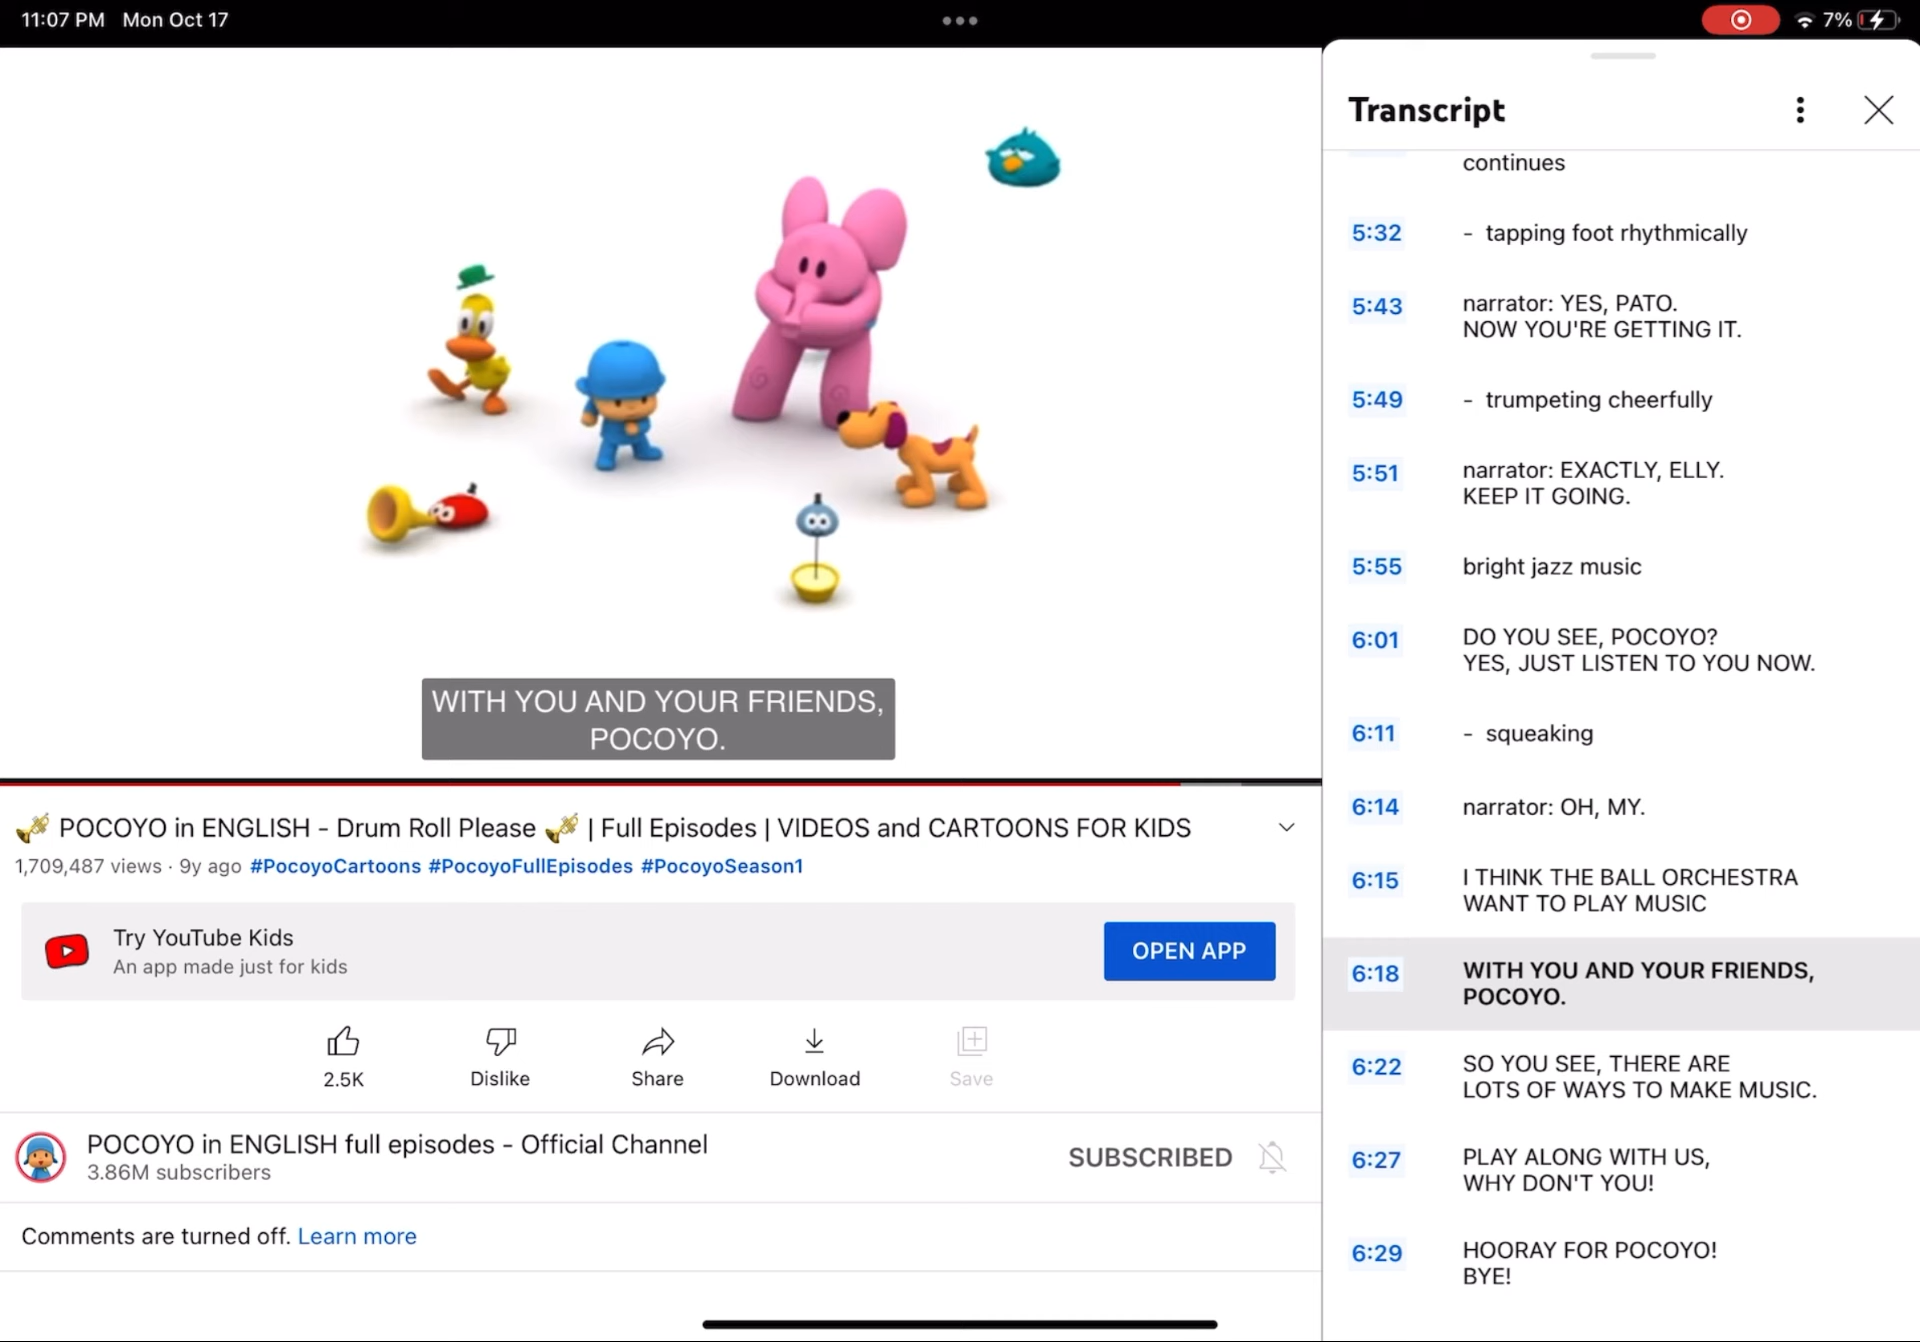 11:07 PM Mon Oct 17
7%
WITH YOU AND YOUR FRIENDS,
POCOYO.
POCOYO in ENGLISH - Drum Roll Please | Full Episodes | VIDEOS and CARTOONS FOR KIDS
1,709,487 views · 9y ago #PocoyoCartoons #PocoyoFullEpisodes #PocoyoSeason1
Try YouTube Kids
An app made just for kids
OPEN APP
2.5K
Dislike
Share
Download
Save
POCOYO in ENGLISH full episodes - Official Channel
3.86M subscribers
SUBSCRIBED
Comments are turned off. Learn more
Transcript
continues
5:32 - tapping foot rhythmically
5:43 narrator: YES, PATO.
NOW YOU'RE GETTING IT.
5:49 - trumpeting cheerfully
5:51 narrator: EXACTLY, ELLY.
KEEP IT GOING.
5:55 bright jazz music
6:01 DO YOU SEE, POCOYO?
YES, JUST LISTEN TO YOU NOW.
6:11 - squeaking
6:14 narrator: OH, MY.
6:15 I THINK THE BALL ORCHESTRA
WANT TO PLAY MUSIC
6:18 WITH YOU AND YOUR FRIENDS,
POCOYO.
6:22 SO YOU SEE, THERE ARE
LOTS OF WAYS TO MAKE MUSIC.
6:27 PLAY ALONG WITH US,
WHY DON'T YOU!
6:29 HOORAY FOR POCOYO!
BYE!